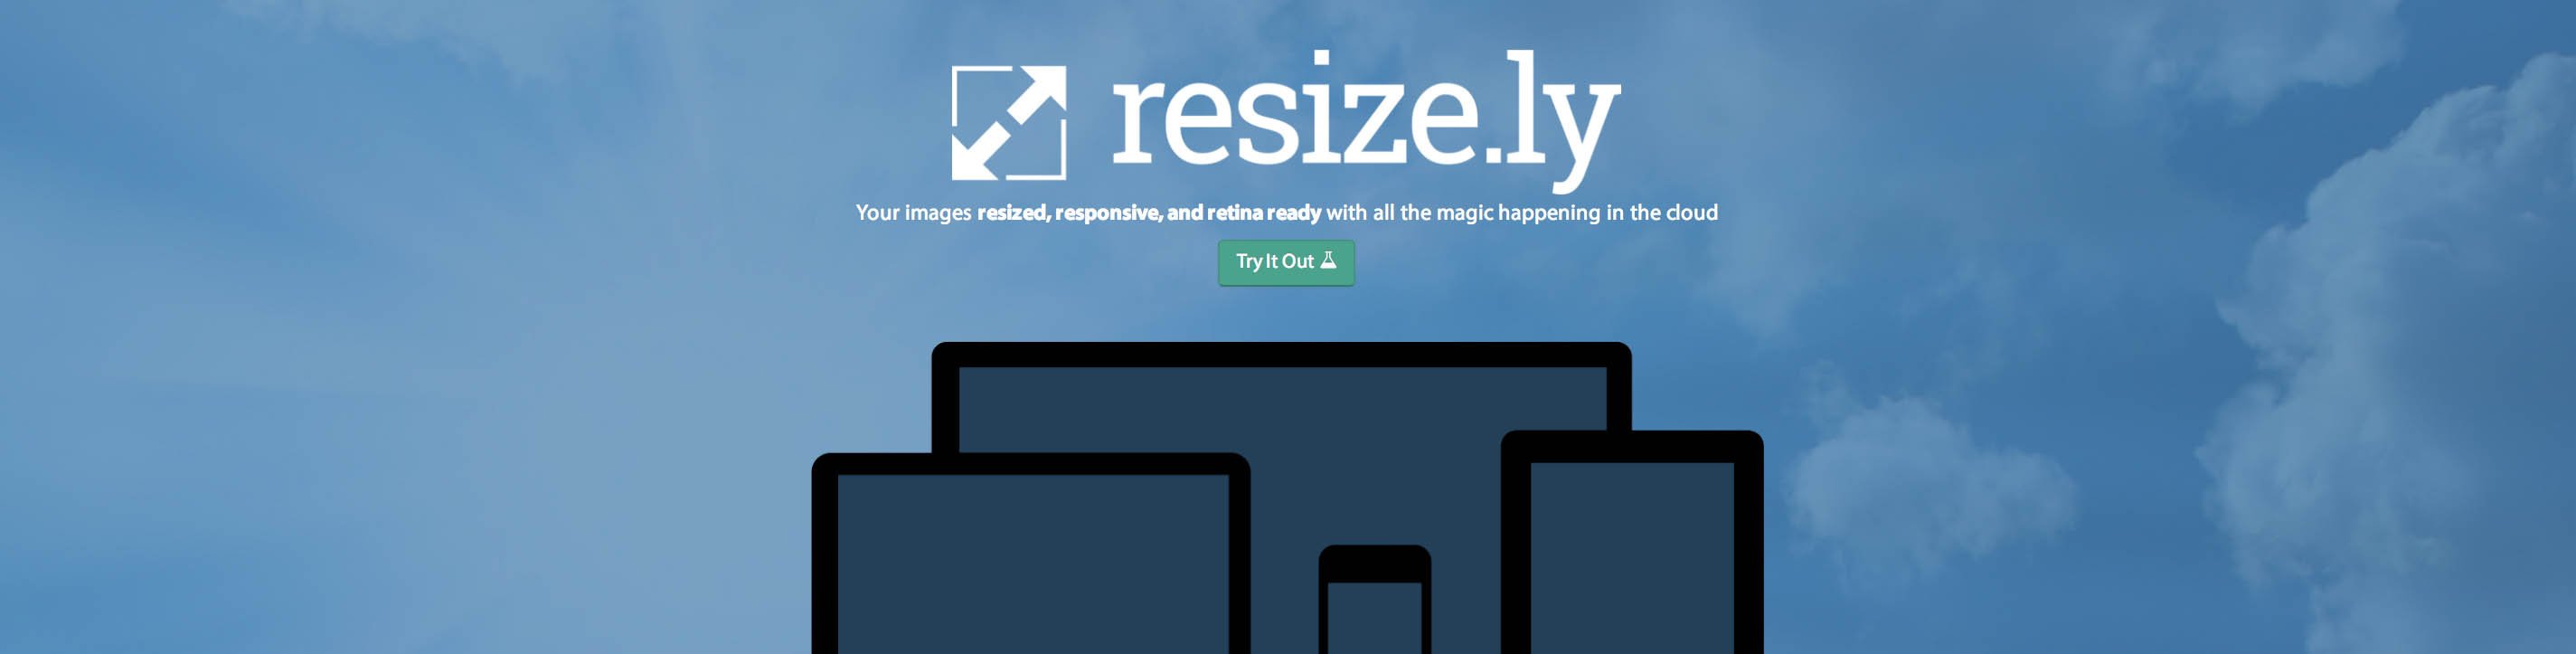 resize.ly
Your images resized, responsive, and retina ready with all the magic happening in the cloud
Try It Out